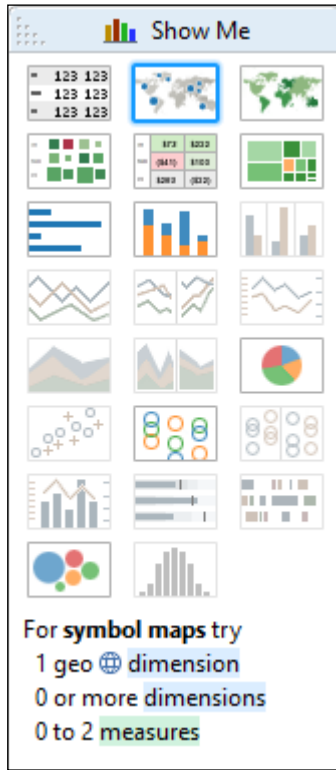 Show Me
123 123
123 123
123 123
For symbol maps try
1 geo dimension
0 or more dimensions
0 to 2 measures